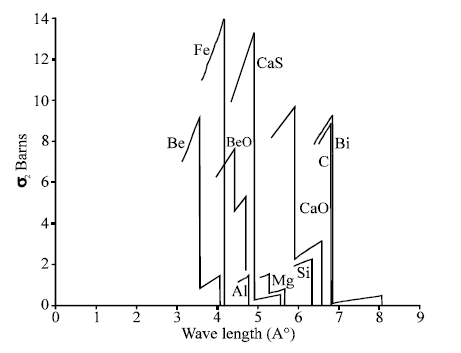 14
12
10
8
6
4
2
0
σ₂ Barns
Fe
CaS
Be
BeO
Bi
C
CaO
Al
Mg
Si
0 1 2 3 4 5 6 7 8 9
Wave length (A°)